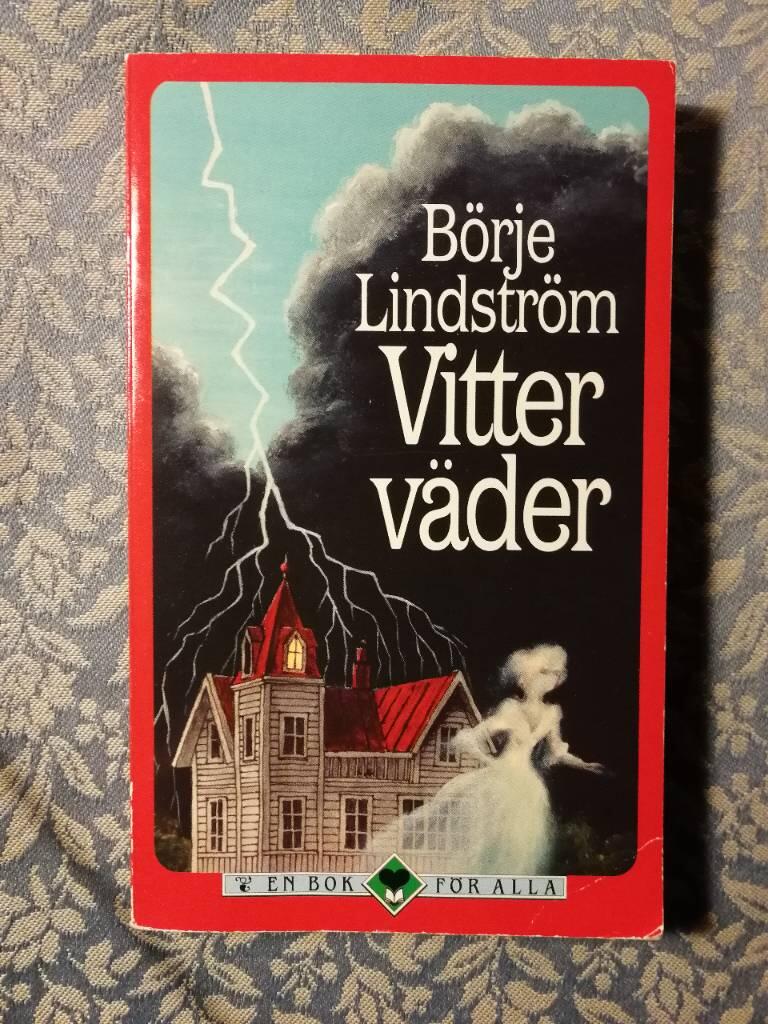 Börje
Lindström
Vitter
väder
EN BOK FÖR ALLA